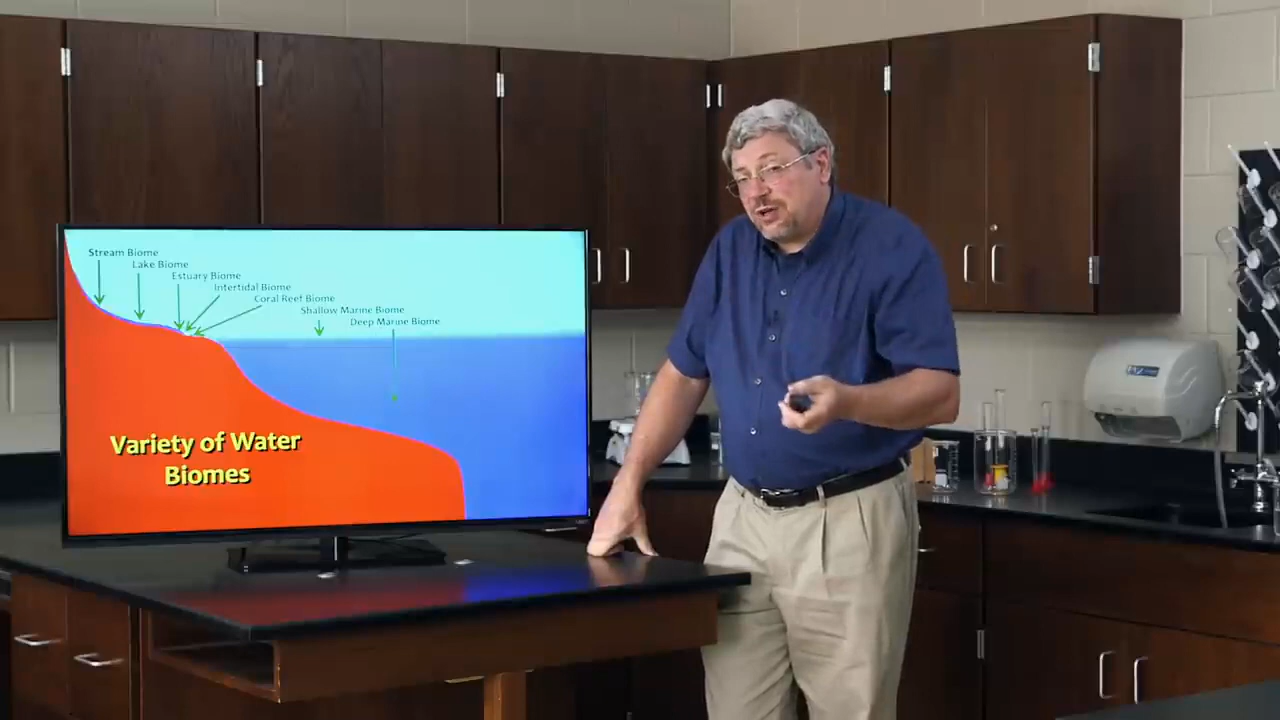 Stream Biome
Lake Biome
Estuary Biome
Intertidal Biome
Coral Reef Biome
Shallow Marine Biome
Deep Marine Biome
Variety of Water
Biomes